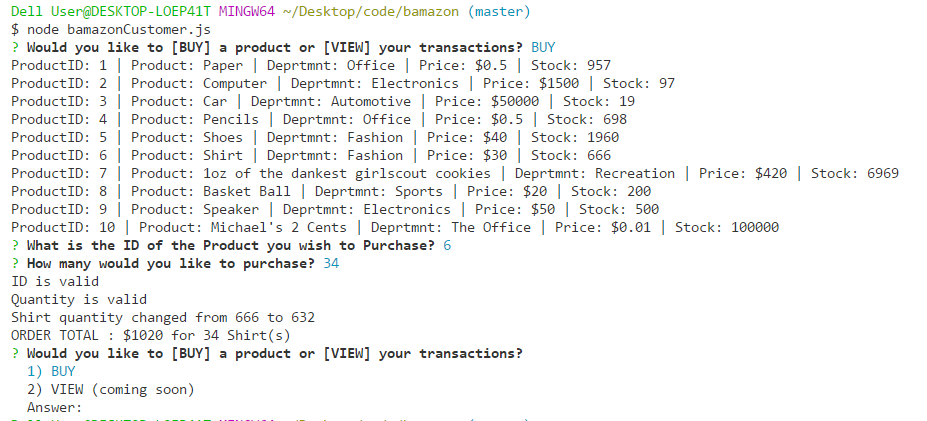 Dell User@DESKTOP-LOEP41T MINGW64 ~/Desktop/code/bamazon (master)
$ node bamazonCustomer.js
? Would you like to [BUY] a product or [VIEW] your transactions? BUY
ProductID: 1 | Product: Paper | Deprtmnt: Office | Price: $0.5 | Stock: 957
ProductID: 2 | Product: Computer | Deprtmnt: Electronics | Price: $1500 | Stock: 97
ProductID: 3 | Product: Car | Deprtmnt: Automotive | Price: $50000 | Stock: 19
ProductID: 4 | Product: Pencils | Deprtmnt: Office | Price: $0.5 | Stock: 698
ProductID: 5 | Product: Shoes | Deprtmnt: Fashion | Price: $40 | Stock: 1960
ProductID: 6 | Product: Shirt | Deprtmnt: Fashion | Price: $30 | Stock: 666
ProductID: 7 | Product: 1oz of the dankest girlscout cookies | Deprtmnt: Recreation | Price: $420 | Stock: 6969
ProductID: 8 | Product: Basket Ball | Deprtmnt: Sports | Price: $20 | Stock: 200
ProductID: 9 | Product: Speaker | Deprtmnt: Electronics | Price: $50 | Stock: 500
ProductID: 10 | Product: Michael's 2 Cents | Deprtmnt: The Office | Price: $0.01 | Stock: 100000
? What is the ID of the Product you wish to Purchase? 6
? How many would you like to purchase? 34
ID is valid
Quantity is valid
Shirt quantity changed from 666 to 632
ORDER TOTAL : $1020 for 34 Shirt(s)
? Would you like to [BUY] a product or [VIEW] your transactions?
1) BUY
2) VIEW (coming soon)
Answer: